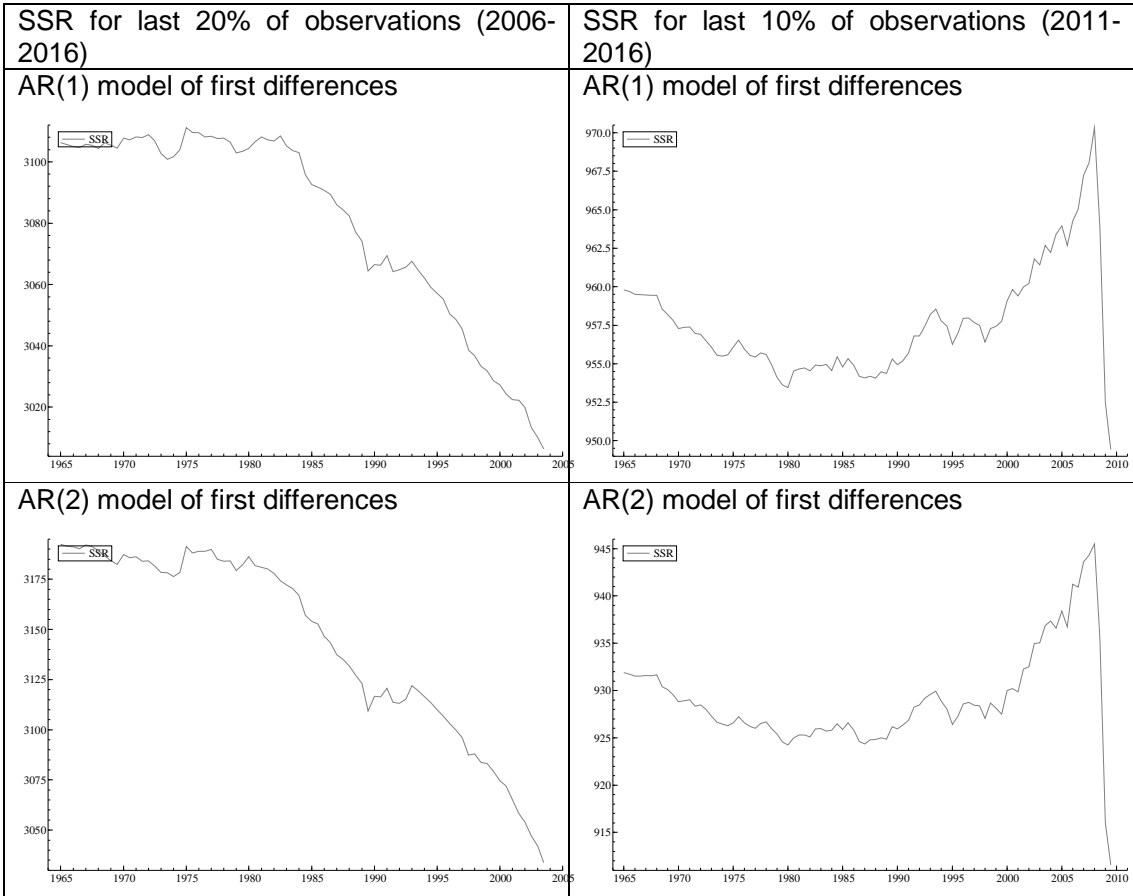 SSR for last 20% of observations (2006-
2016)
SSR for last 10% of observations (2011-
2016)
AR(1) model of first differences
SSR
3100
3080
3060
3040
3020
1965 1970 1975 1980 1985 1990 1995 2000 2005
AR(1) model of first differences
SSR
970.0
967.5
965.0
962.5
960.0
957.5
955.0
952.5
950.0
1965 1970 1975 1980 1985 1990 1995 2000 2005 2010
AR(2) model of first differences
SSR
3175
3150
3125
3100
3075
3050
1965 1970 1975 1980 1985 1990 1995 2000 2005
AR(2) model of first differences
SSR
945
940
935
930
925
920
915
1965 1970 1975 1980 1985 1990 1995 2000 2005 2010